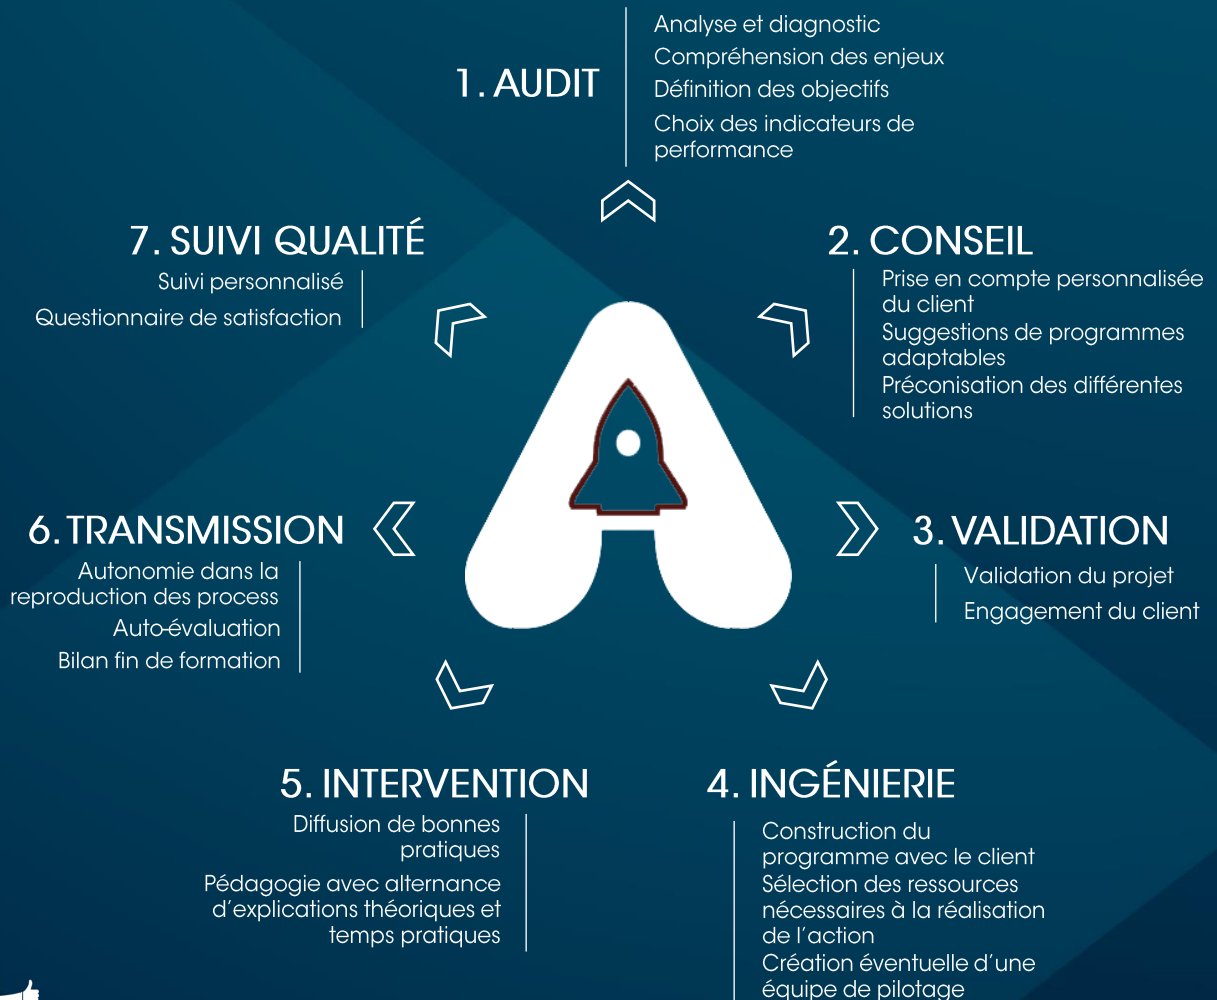 1. AUDIT
Analyse et diagnostic
Compréhension des enjeux
Définition des objectifs
Choix des indicateurs de
performance
2. CONSEIL
Prise en compte personnalisée
du client
Suggestions de programmes
adaptables
Préconisation des différentes
solutions
3. VALIDATION
Validation du projet
Engagement du client
4. INGÉNIERIE
Construction du
programme avec le client
Sélection des ressources
nécessaires à la réalisation
de l'action
Création éventuelle d'une
équipe de pilotage
5. INTERVENTION
Diffusion de bonnes
pratiques
Pédagogie avec alternance
d'explications théoriques et
temps pratiques
6. TRANSMISSION
Autonomie dans la
reproduction des process
Auto-évaluation
Bilan fin de formation
7. SUIVI QUALITÉ
Suivi personnalisé
Questionnaire de satisfaction
A